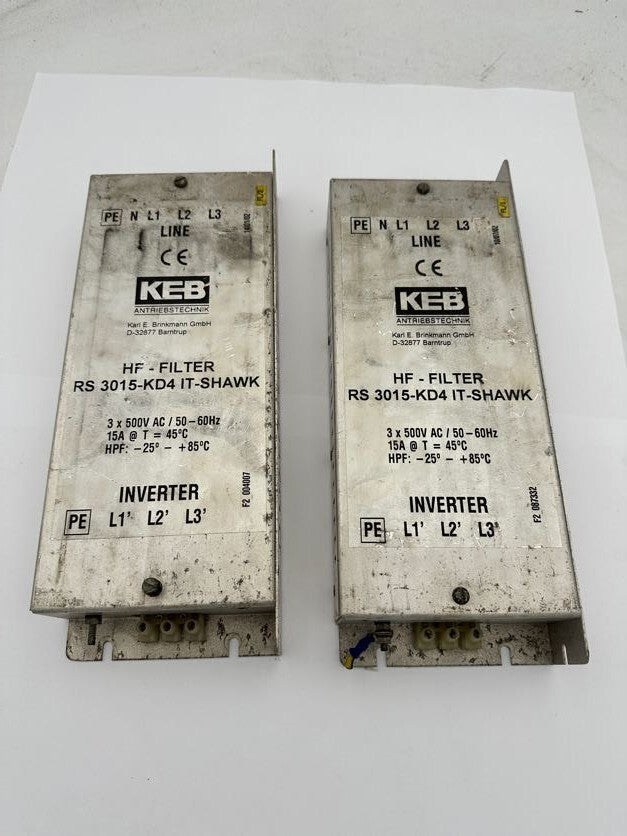 PE N L1 L2 L3
LINE
CE
KEB
ANTRIEBSTECHNIK
Karl E. Brinkmann GmbH
D-32677 Barntrup
HF - FILTER
RS 3015-KD4 IT-SHAWK
3 x 500V AC / 50-60Hz
15A @ T = 45°C
HPF: -25° - +85°C
F2 004007
INVERTER
PE L1' L2' L3'
PE N L1 L2 L3
LINE
CE
KEB
ANTRIEBSTECHNIK
Karl E. Brinkmann GmbH
D-32677 Barntrup
HF - FILTER
RS 3015-KD4 IT-SHAWK
3 x 500V AC / 50-60Hz
15A @ T = 45°C
HPF: -25° - +85°C
F2 087332
INVERTER
PE L1' L2' L3'